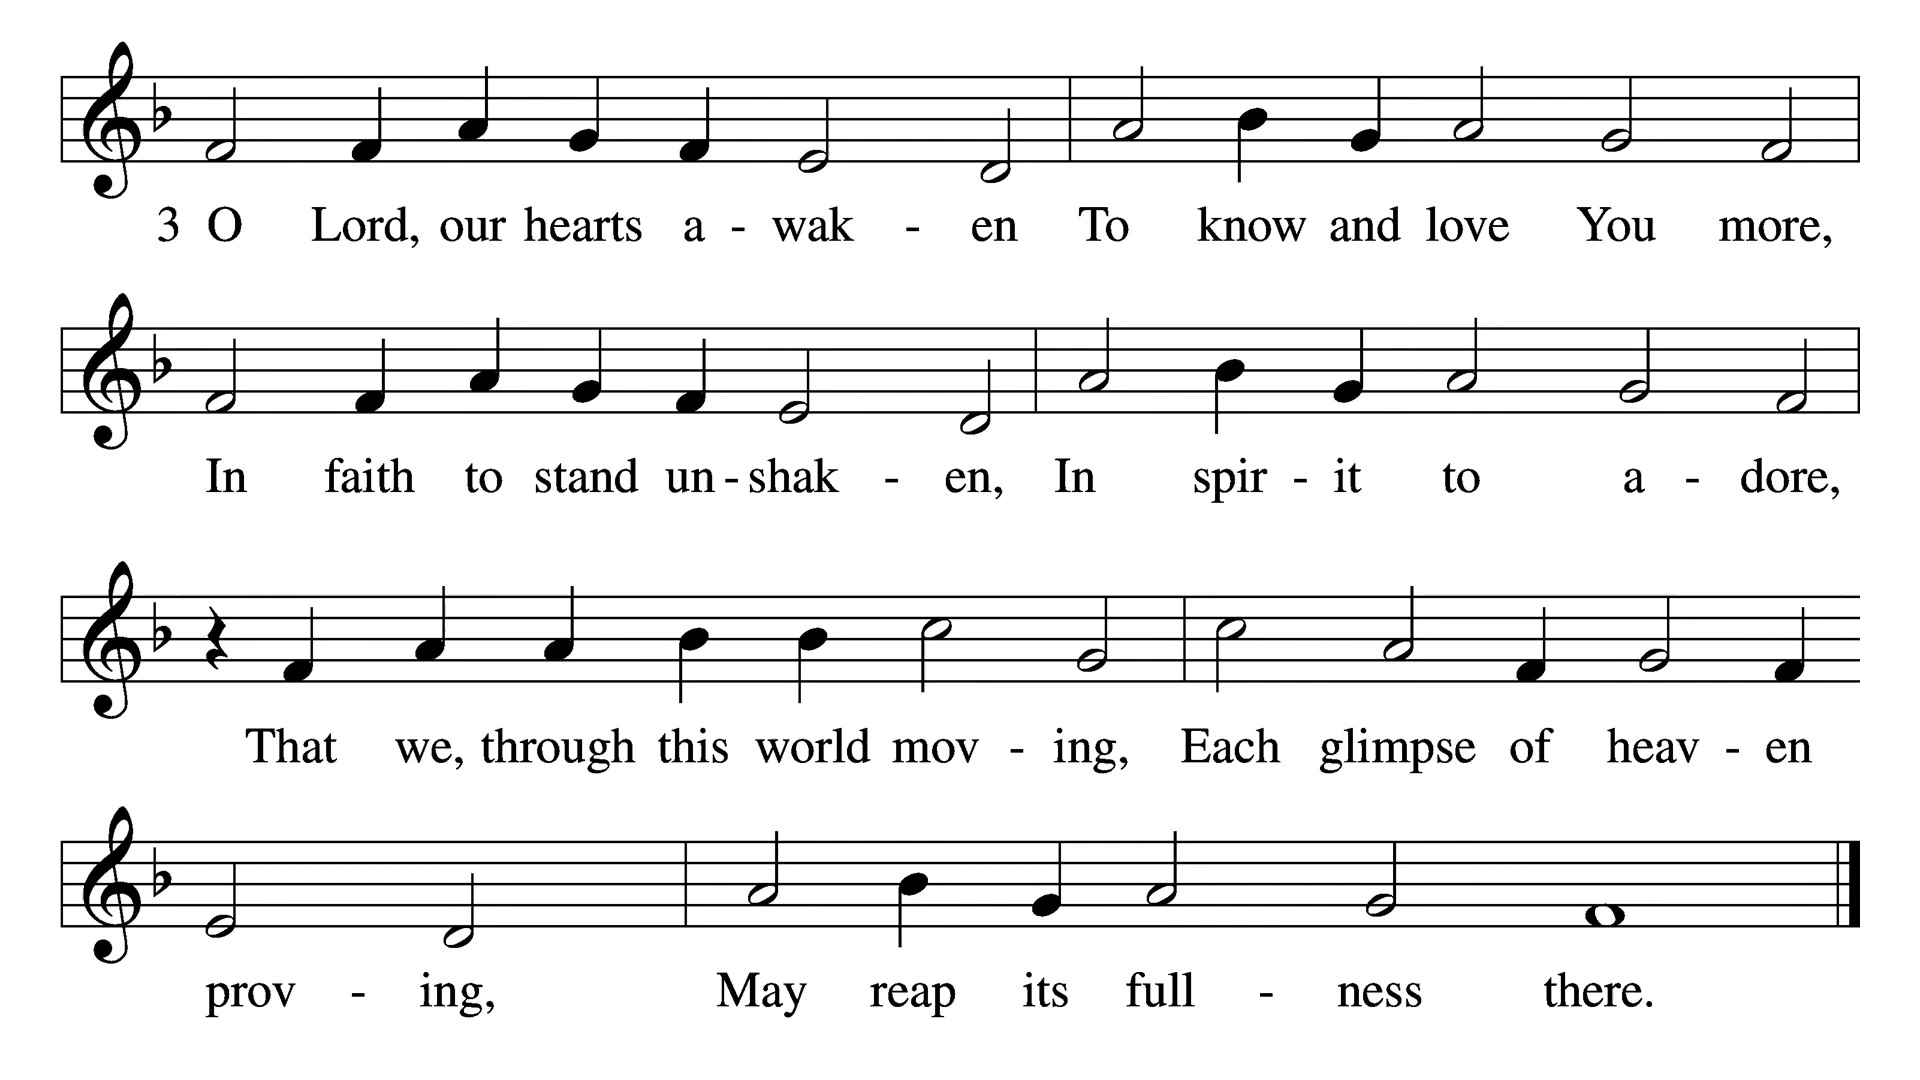 3 O Lord, our hearts a - wak - en To know and love You more,
In faith to stand un - shak - en, In spir - it to a - dore,
That we, through this world mov - ing, Each glimpse of heav - en
prov - ing, May reap its full - ness there.